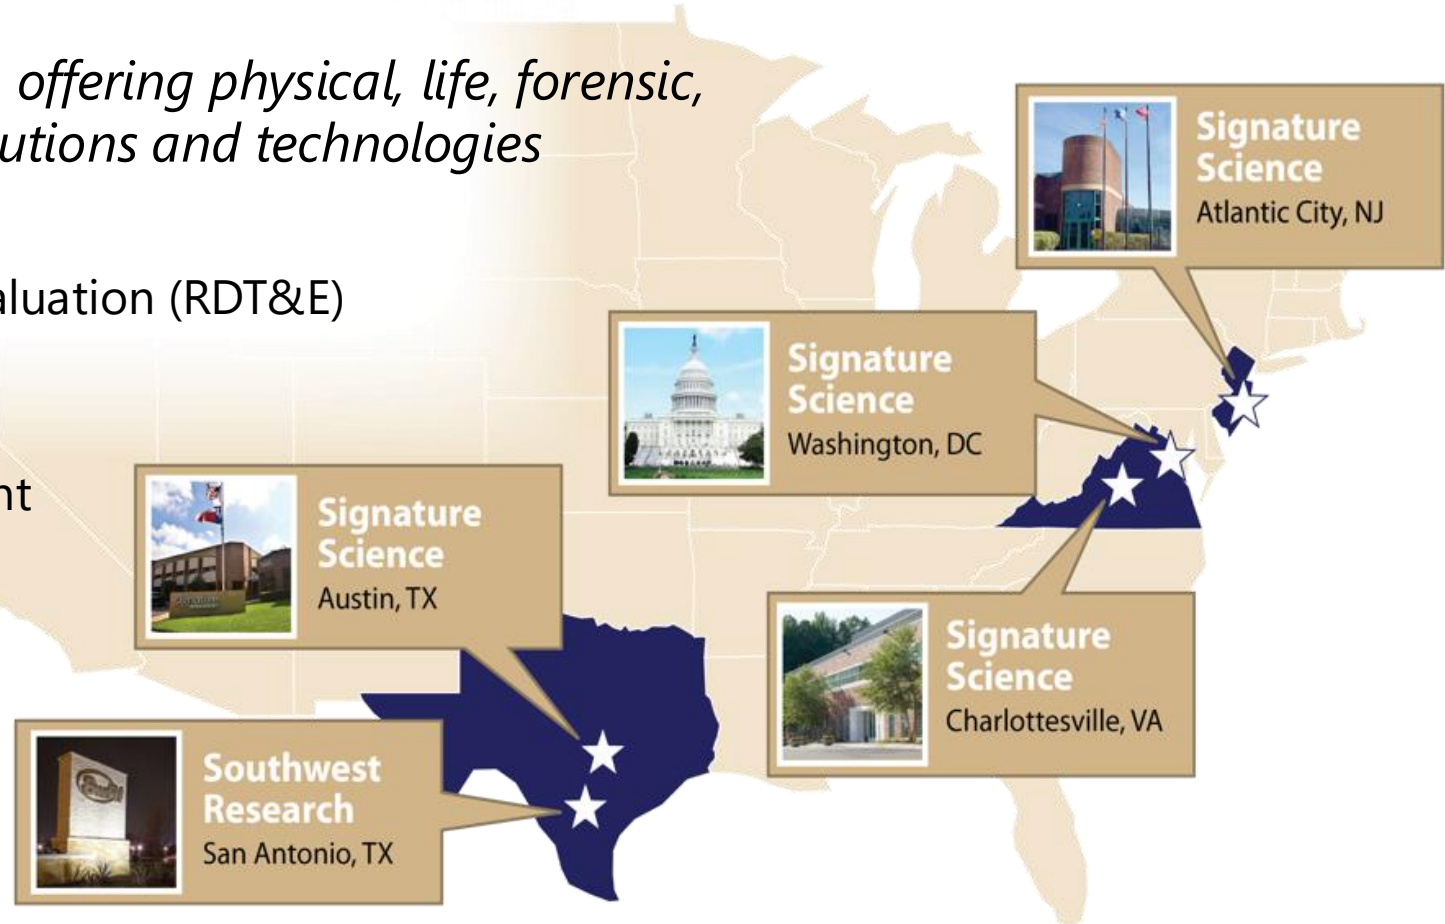 offering physical, life, forensic,
utions and technologies
aluation (RDT&E)
nt
Signature
Science
Atlantic City, NJ
Signature
Science
Washington, DC
Signature
Science
Austin, TX
Signature
Science
Charlottesville, VA
Southwest
Research
San Antonio, TX